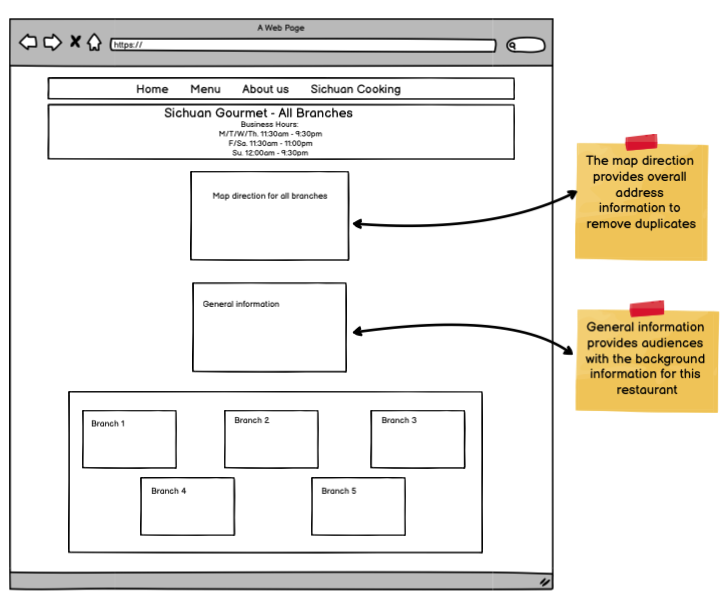 A Web Page
https://
Home Menu About us Sichuan Cooking
Sichuan Gourmet - All Branches
Business Hours:
M/T/W/Th. 11:30am - 9:30pm
F/Sa. 11:30am - 11:00pm
Su. 12:00am - 9:30pm
Map direction for all branches
The map direction
provides overall
address
information to
remove duplicates
General information
General information
provides audiences
with the background
information for this
restaurant
Branch 1
Branch 2
Branch 3
Branch 4
Branch 5